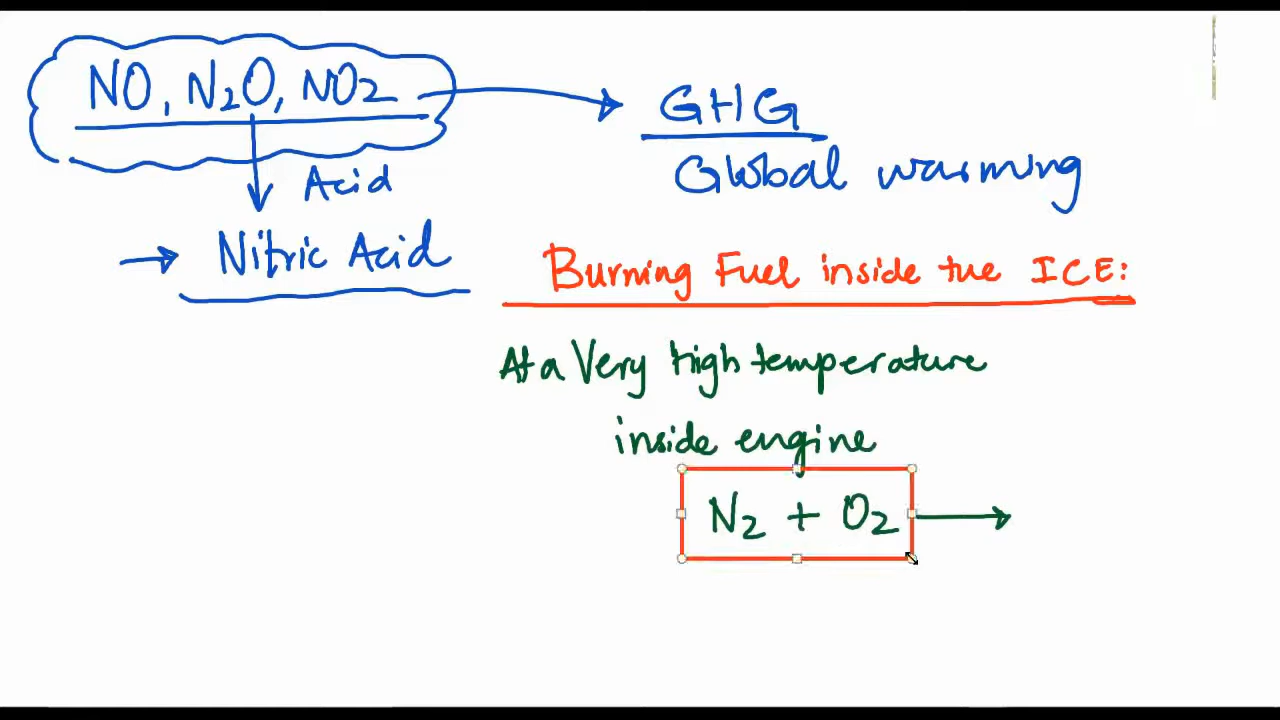 NO, N2O, NO2
GHG
Global warming
Acid
Nitric Acid
Burning Fuel inside the ICE:
At a Very high temperature
inside engine
N2 + O2